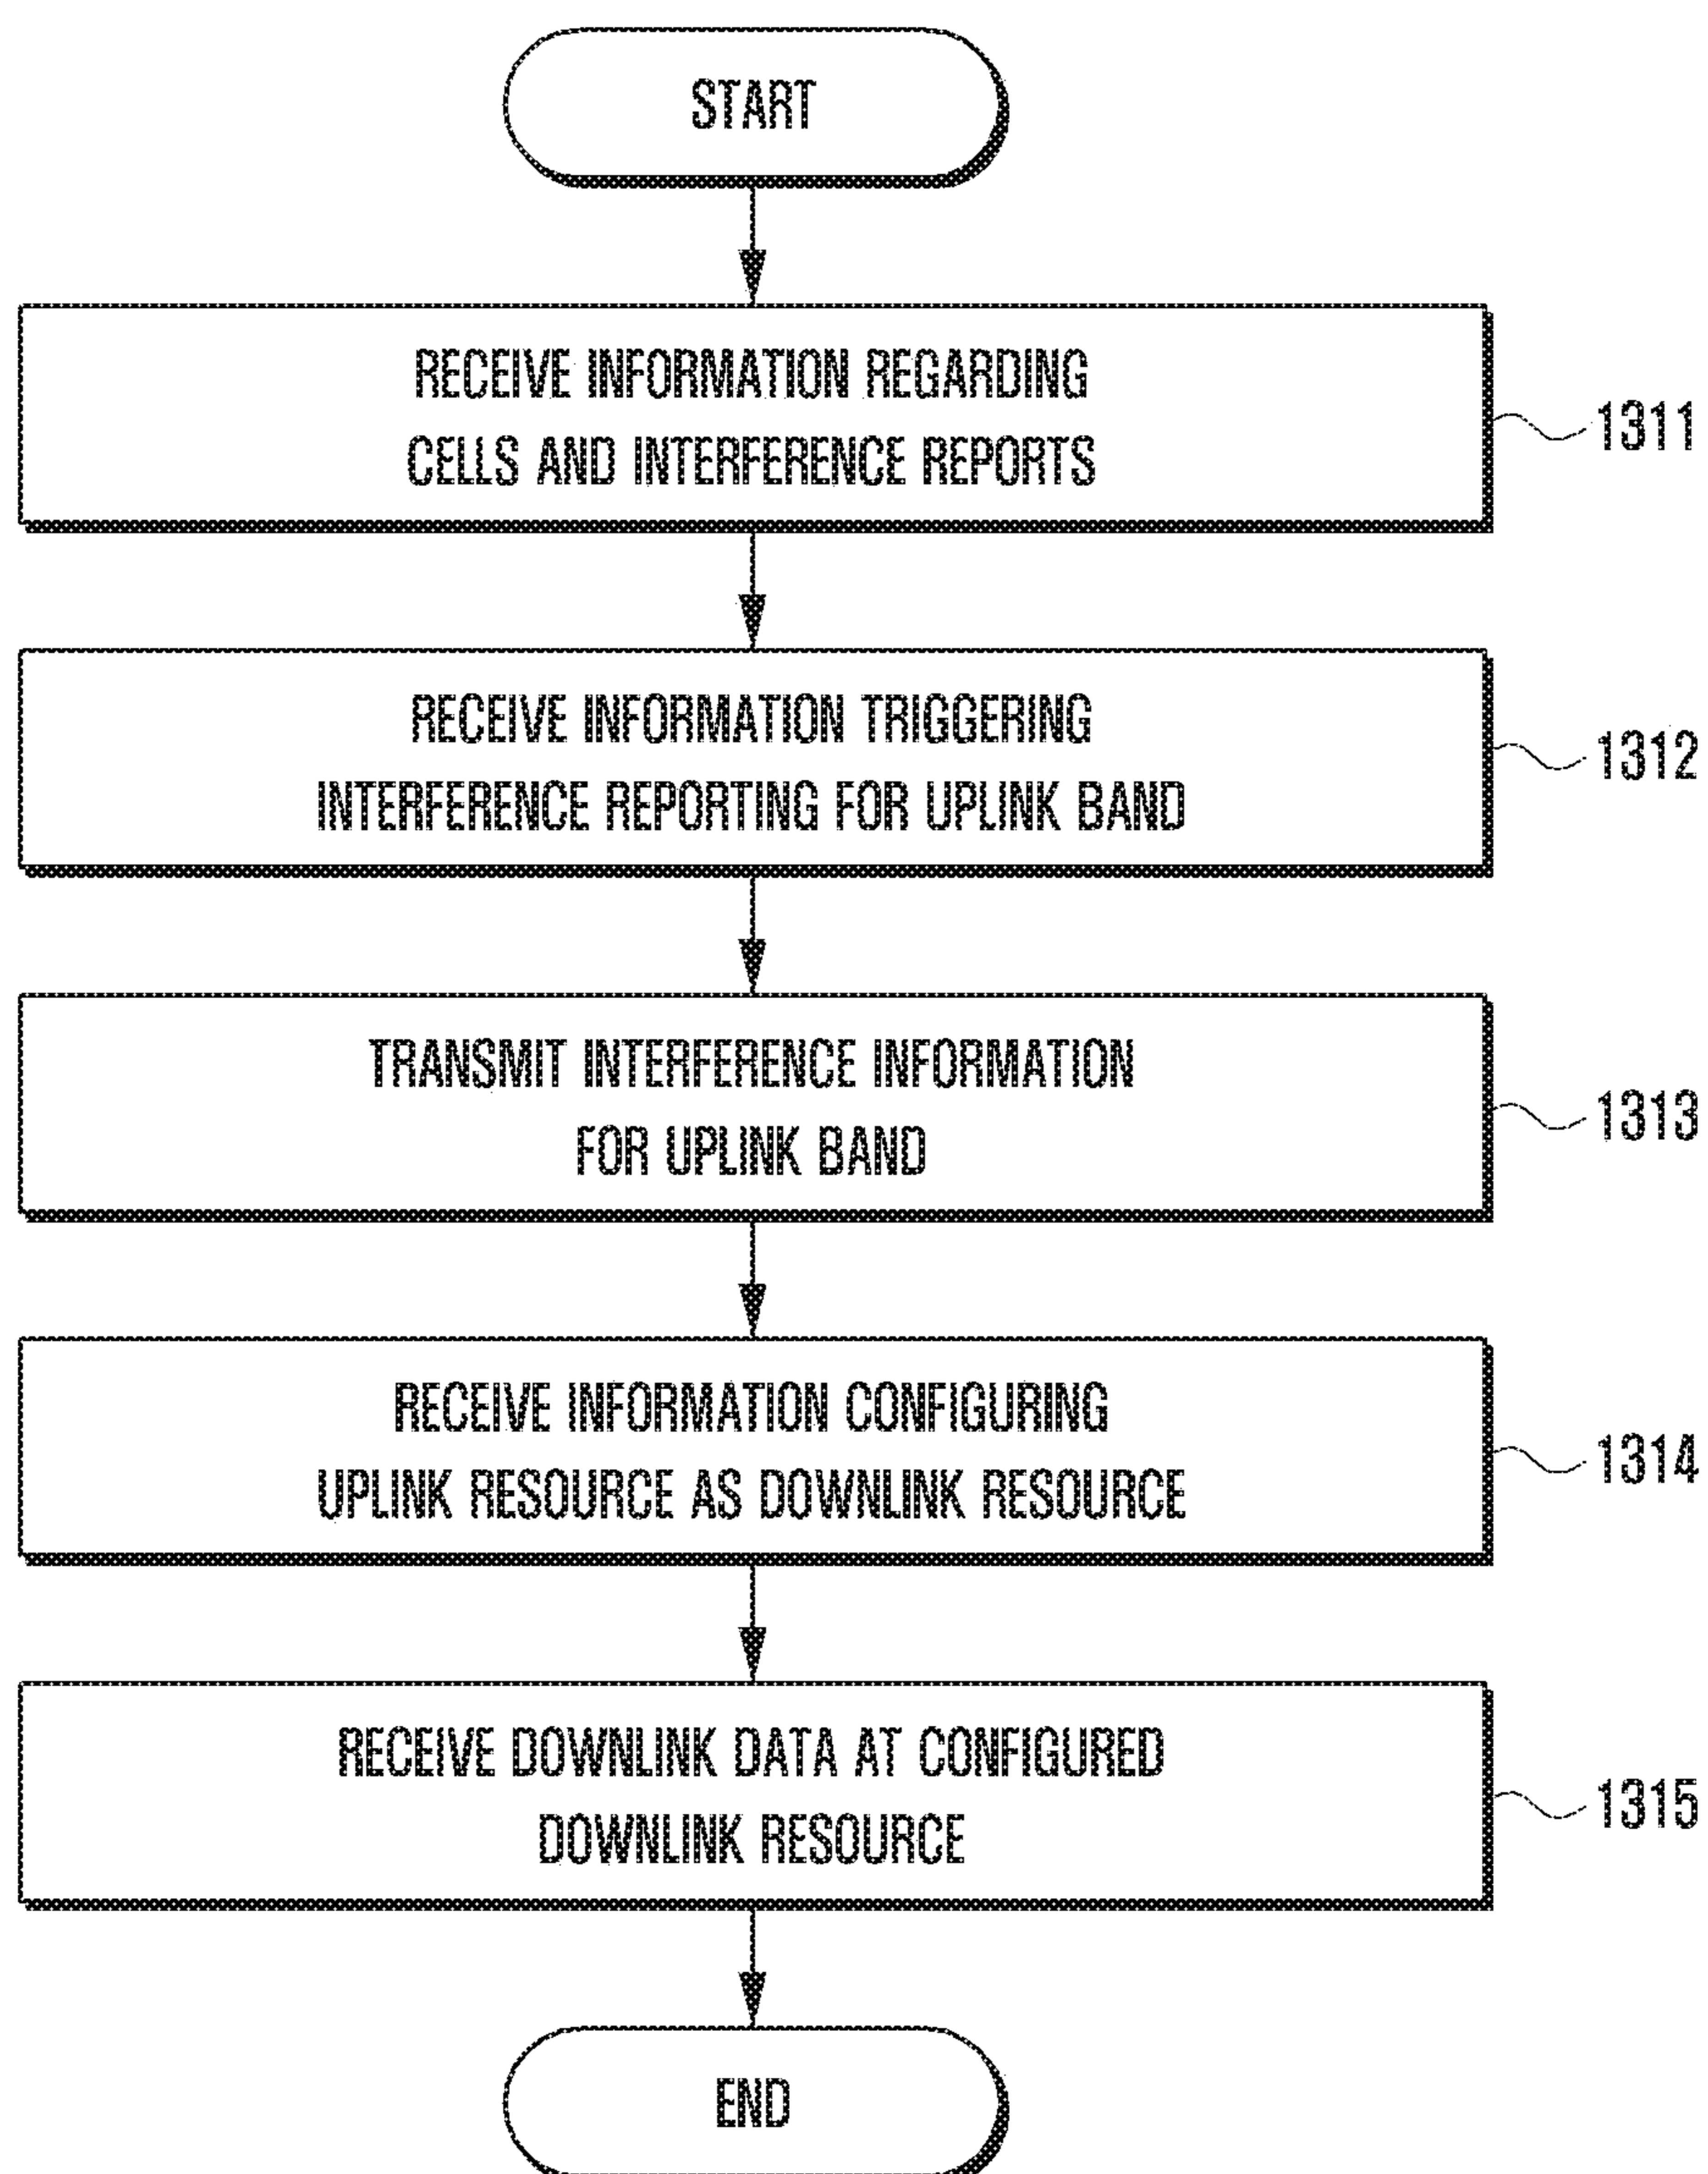 START
RECEIVE INFORMATION REGARDING
CELLS AND INTERFERENCE REPORTS
1311
RECEIVE INFORMATION TRIGGERING
INTERFERENCE REPORTING FOR UPLINK BAND
1312
TRANSMIT INTERFERENCE INFORMATION
FOR UPLINK BAND
1313
RECEIVE INFORMATION CONFIGURING
UPLINK RESOURCE AS DOWNLINK RESOURCE
1314
RECEIVE DOWNLINK DATA AT CONFIGURED
DOWNLINK RESOURCE
1315
END